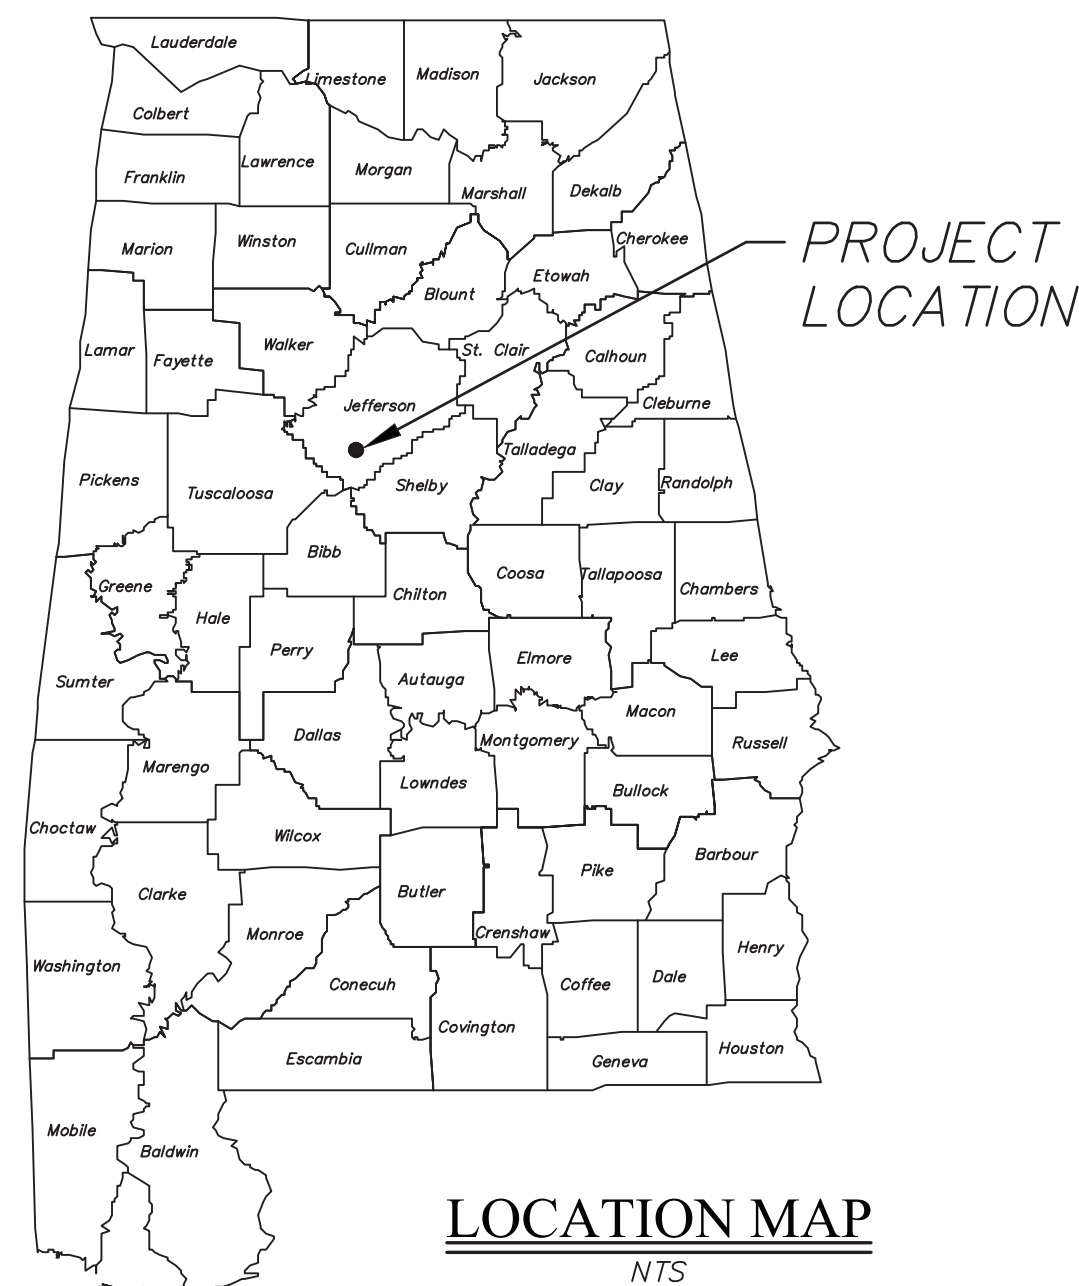 Lauderdale
Limestone
Madison
Jackson
Colbert
Lawrence
Morgan
Franklin
Marshall
Dekalb
Marion
Winston
Cullman
Cherokee
PROJECT
LOCATION
Etowah
Blount
Lamar
Fayette
Walker
St. Clair
Calhoun
Jefferson
Cleburne
Talladega
Pickens
Tuscaloosa
Shelby
Clay
Randolph
Bibb
Greene
Coosa
Tallapoosa
Chambers
Chilton
Hale
Perry
Elmore
Lee
Sumter
Autauga
Macon
Dallas
Montgomery
Russell
Marengo
Lowndes
Bullock
Choctaw
Wilcox
Barbour
Pike
Clarke
Butler
Monroe
Crenshaw
Henry
Washington
Conecuh
Coffee
Dale
Covington
Escambia
Geneva
Houston
Mobile
Baldwin
LOCATION MAP
NTS